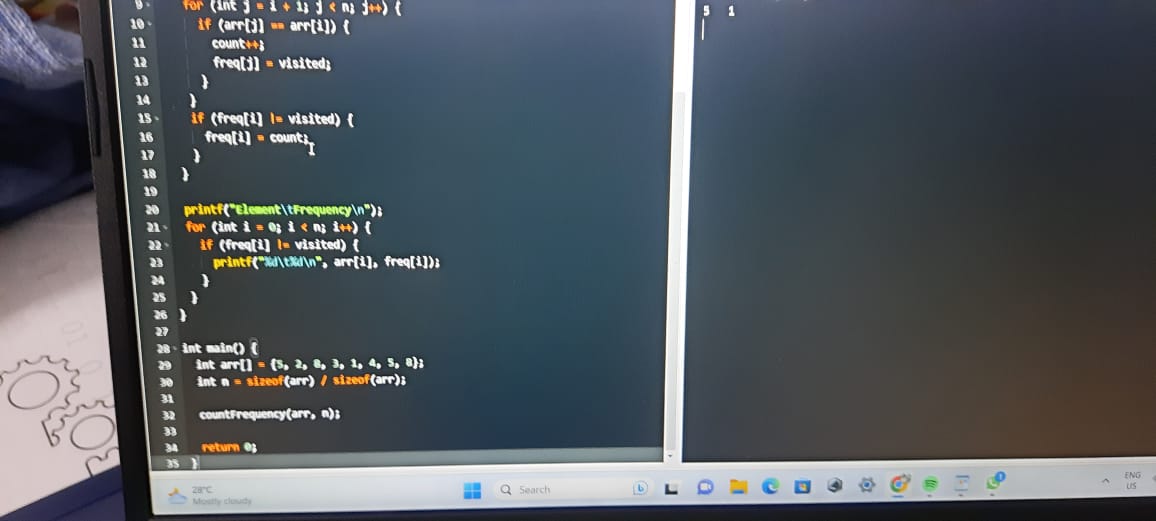 9 for (int j = i + 1; j < n; j++) {
10 if (arr[j] == arr[i]) {
11 count++;
12 freq[j] = visited;
13 }
14 }
15 if (freq[i] != visited) {
16 freq[i] = count;
17 }
18 }
19
20 printf("Element\tFrequency\n");
21 for (int i = 0; i < n; i++) {
22 if (freq[i] != visited) {
23 printf("%d\t%d\n", arr[i], freq[i]);
24 }
25 }
26 }
27
28 int main() {
29 int arr[] = {5, 2, 8, 3, 1, 4, 5, 8};
30 int n = sizeof(arr) / sizeof(arr);
31
32 countFrequency(arr, n);
33
34 return 0;
35 }
5 1
28°C
Mostly cloudy
Search
ENG
US